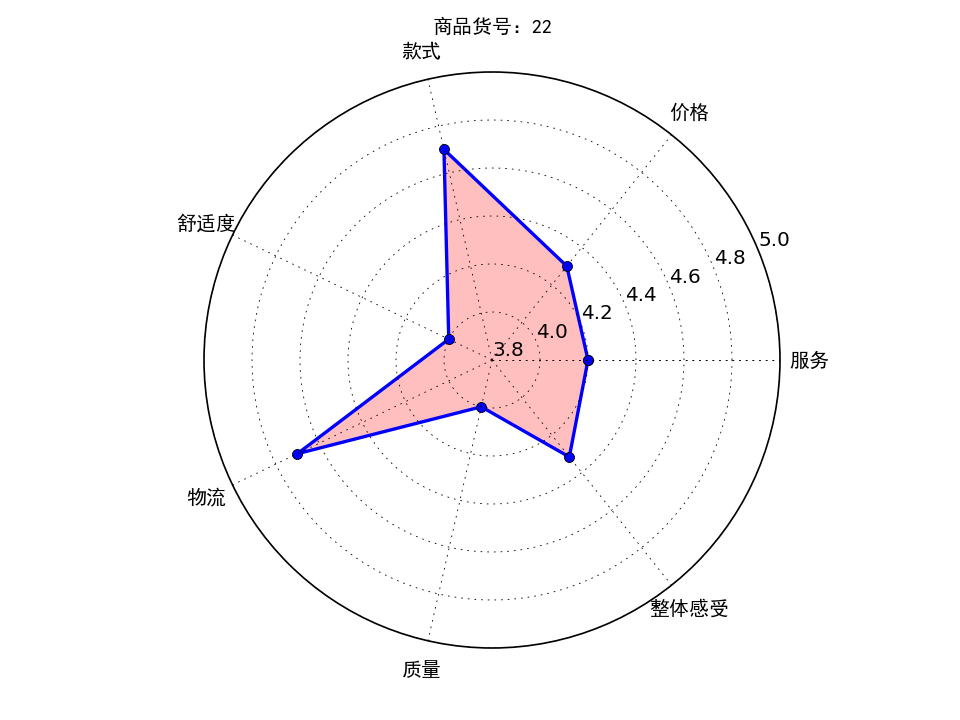 商品货号：22
款式
价格
舒适度
5.0
4.8
4.6
4.4
4.2
4.0
3.8
服务
物流
整体感受
质量